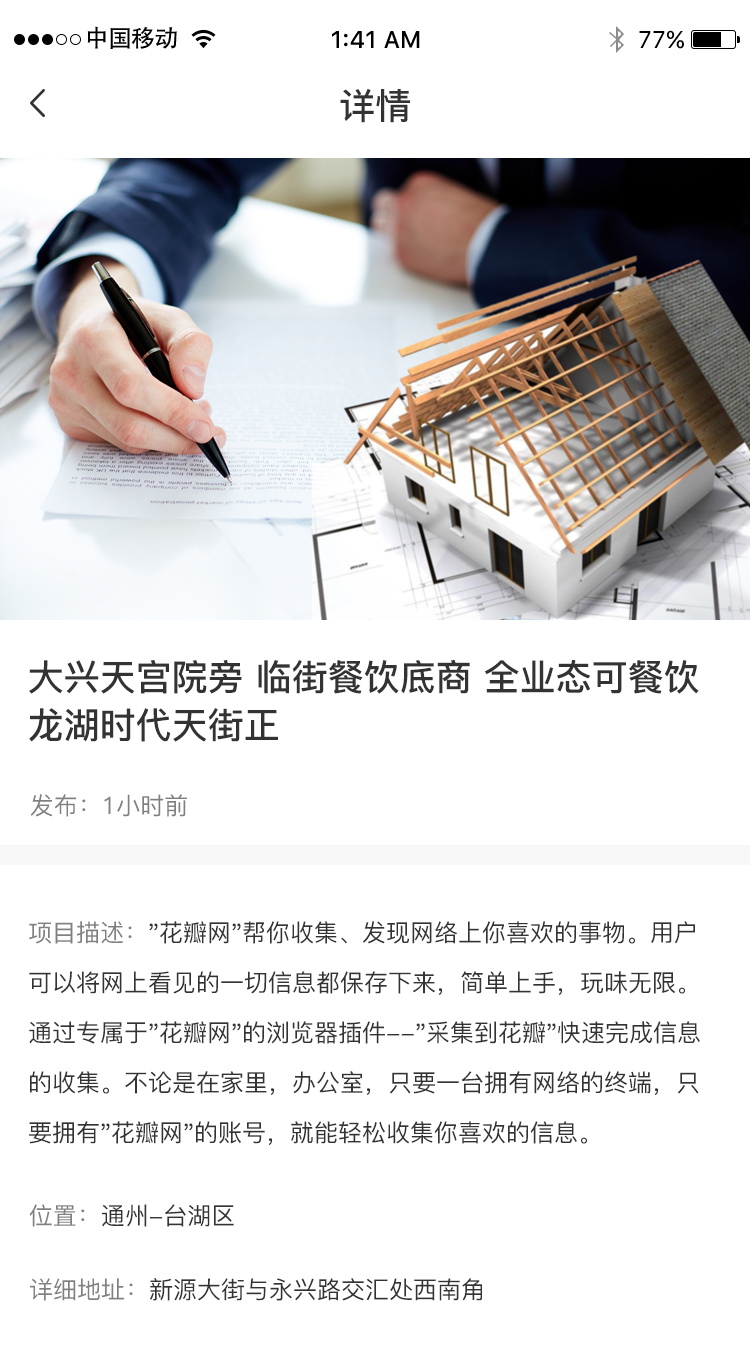 中国移动 1:41 AM 77%
详情
大兴天宫院旁 临街餐饮底商 全业态可餐饮
龙湖时代天街正
发布：1小时前
项目描述：”花瓣网”帮你收集、发现网络上你喜欢的事物。用户
可以将网上看见的一切信息都保存下来，简单上手，玩味无限。
通过专属于”花瓣网”的浏览器插件--”采集到花瓣”快速完成信息
的收集。不论是在家里，办公室，只要一台拥有网络的终端，只
要拥有”花瓣网”的账号，就能轻松收集你喜欢的信息。
位置：通州-台湖区
详细地址：新源大街与永兴路交汇处西南角